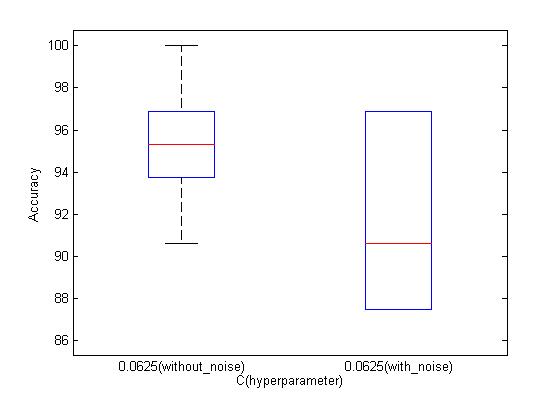 100
98
96
94
92
90
88
86
Accuracy
0.0625(without_noise)
0.0625(with_noise)
C(hyperparameter)